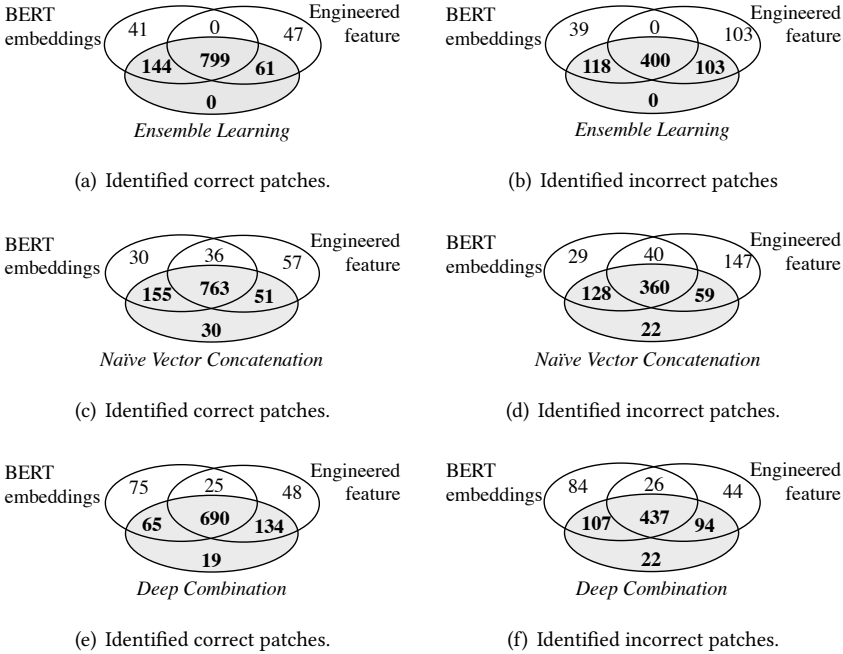 BERT
embeddings
41
0
47
Engineered
feature
144
799
61
0
Ensemble Learning
(a) Identified correct patches.
BERT
embeddings
39
0
103
Engineered
feature
118
400
103
0
Ensemble Learning
(b) Identified incorrect patches
BERT
embeddings
30
36
57
Engineered
feature
155
763
51
30
Naïve Vector Concatenation
(c) Identified correct patches.
BERT
embeddings
29
40
147
Engineered
feature
128
360
59
22
Naïve Vector Concatenation
(d) Identified incorrect patches.
BERT
embeddings
75
25
48
Engineered
feature
65
690
134
19
Deep Combination
(e) Identified correct patches.
BERT
embeddings
84
26
44
Engineered
feature
107
437
94
22
Deep Combination
(f) Identified incorrect patches.